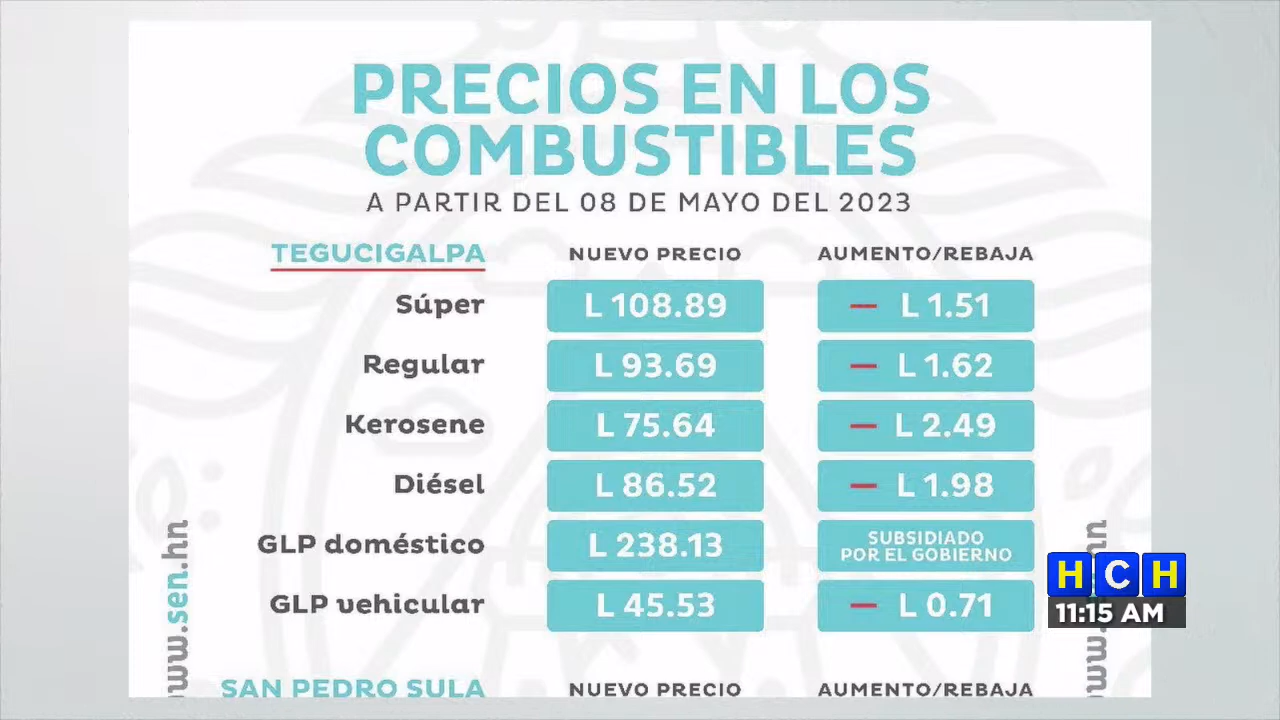 PRECIOS EN LOS
COMBUSTIBLES
A PARTIR DEL 08 DE MAYO DEL 2023
TEGUCIGALPA NUEVO PRECIO AUMENTO/REBAJA
Súper L 108.89 — L 1.51
Regular L 93.69 — L 1.62
Kerosene L 75.64 — L 2.49
Diésel L 86.52 — L 1.98
GLP doméstico L 238.13 SUBSIDIADO
POR EL GOBIERNO
GLP vehicular L 45.53 — L 0.71
SAN PEDRO SULA NUEVO PRECIO AUMENTO/REBAJA
www.sen.hn
HCH
11:15 AM